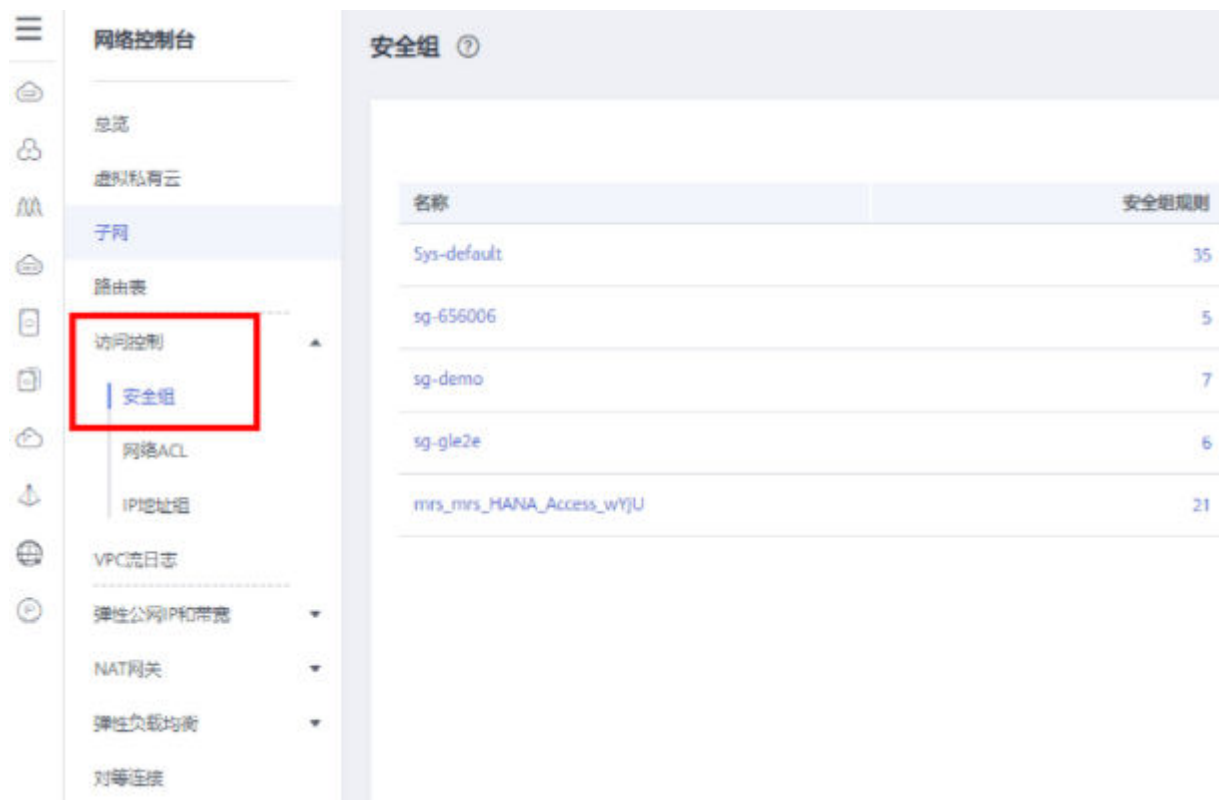 网络控制台
总览
虚拟私有云
子网
路由表
访问控制
安全组
网络ACL
IP地址组
VPC流日志
弹性公网IP和带宽
NAT网关
弹性负载均衡
对等连接
安全组 ?
名称 安全组规则
Sys-default 35
sg-656006 5
sg-demo 7
sg-gle2e 6
mrs_mrs_HANA_Access_wYjU 21